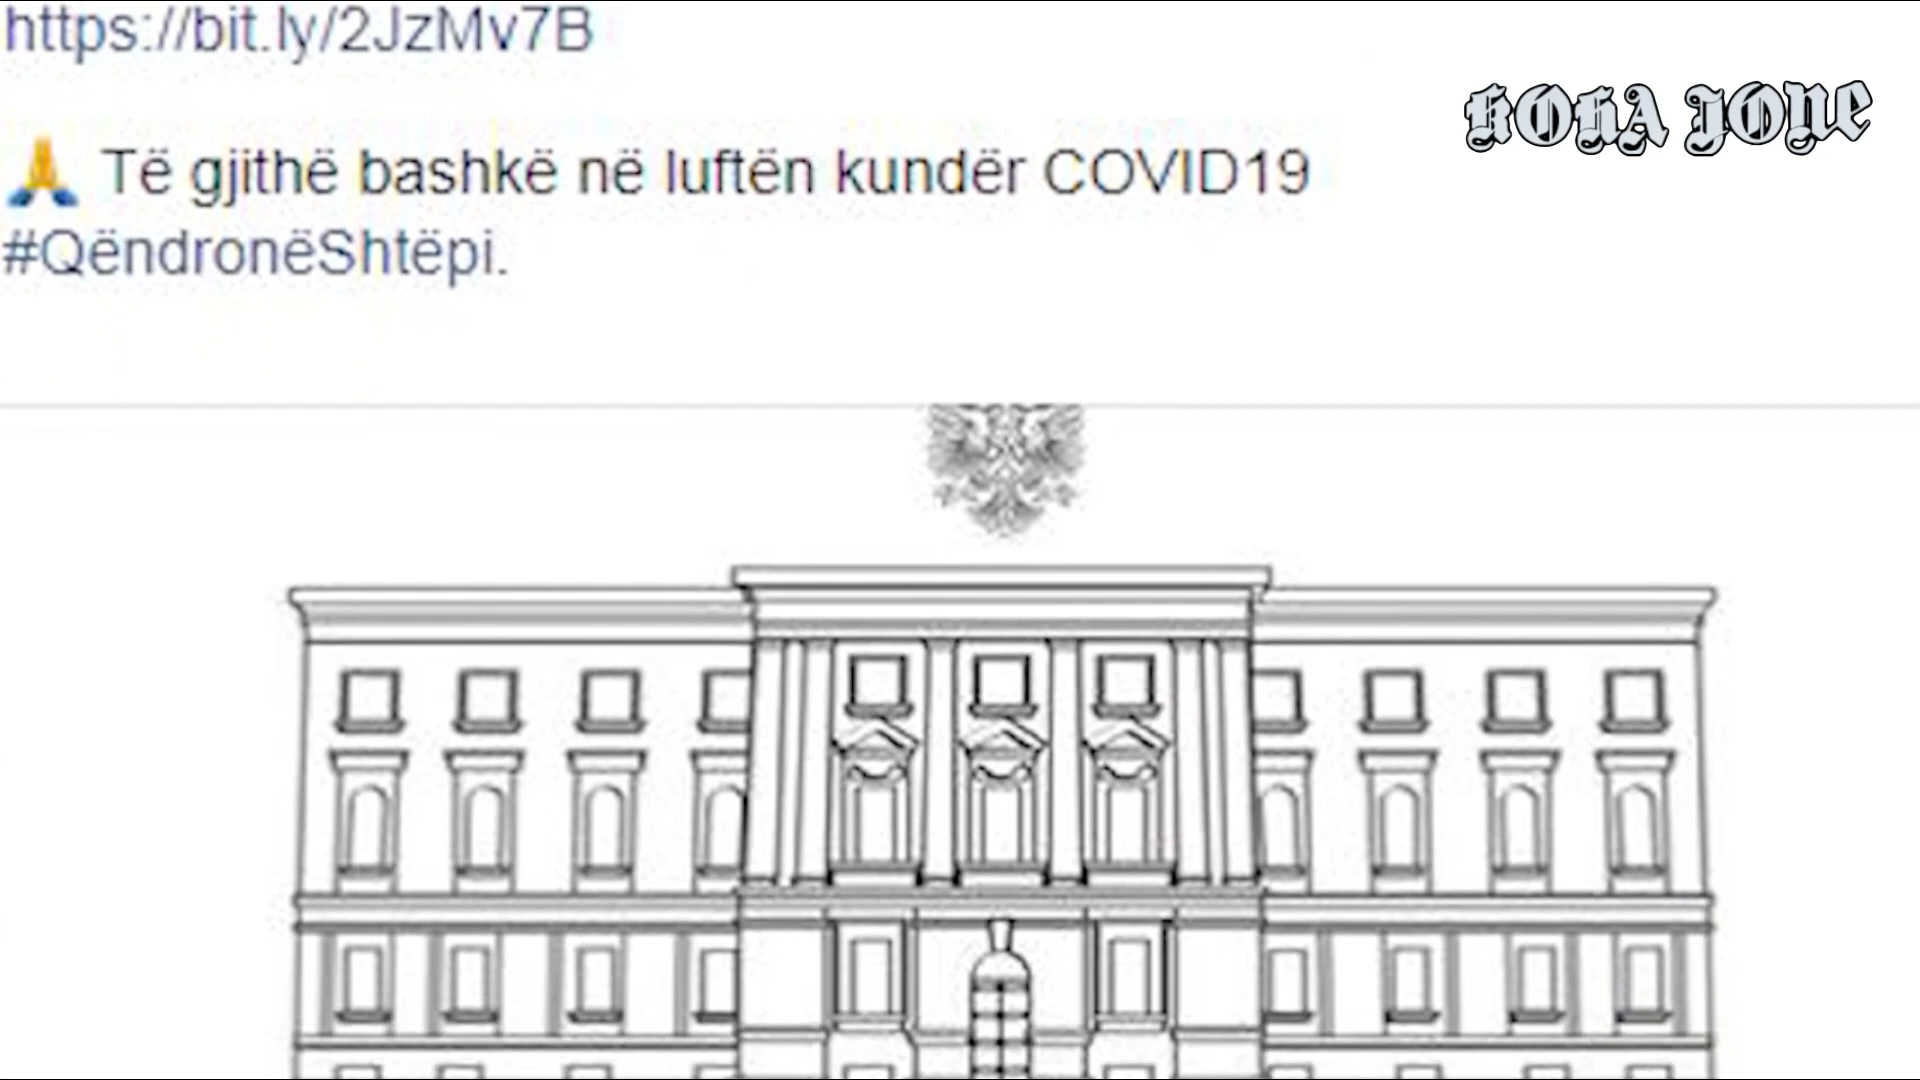 https://bit.ly/2JzMv7B
KOHA JONE
🙏 Të gjithë bashkë në luftën kundër COVID19
#QëndronëShtëpi.